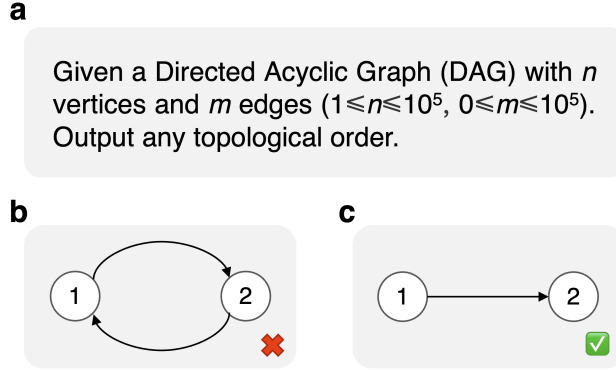 a
Given a Directed Acyclic Graph (DAG) with n
vertices and m edges (1⩽n⩽10⁵, 0⩽m⩽10⁵).
Output any topological order.
b
c
1
2
1
2